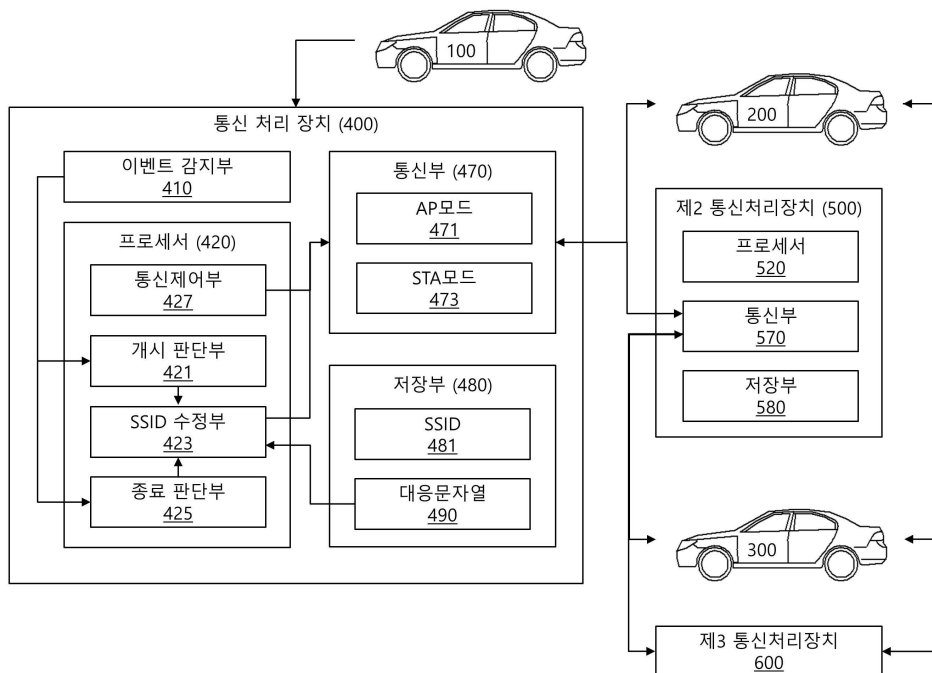 100
200
통신 처리 장치 (400)
이벤트 감지부
410
프로세서 (420)
통신제어부
427
개시 판단부
421
SSID 수정부
423
종료 판단부
425
통신부 (470)
AP모드
471
STA모드
473
저장부 (480)
SSID
481
대응문자열
490
제2 통신처리장치 (500)
프로세서
520
통신부
570
저장부
580
300
제3 통신처리장치
600